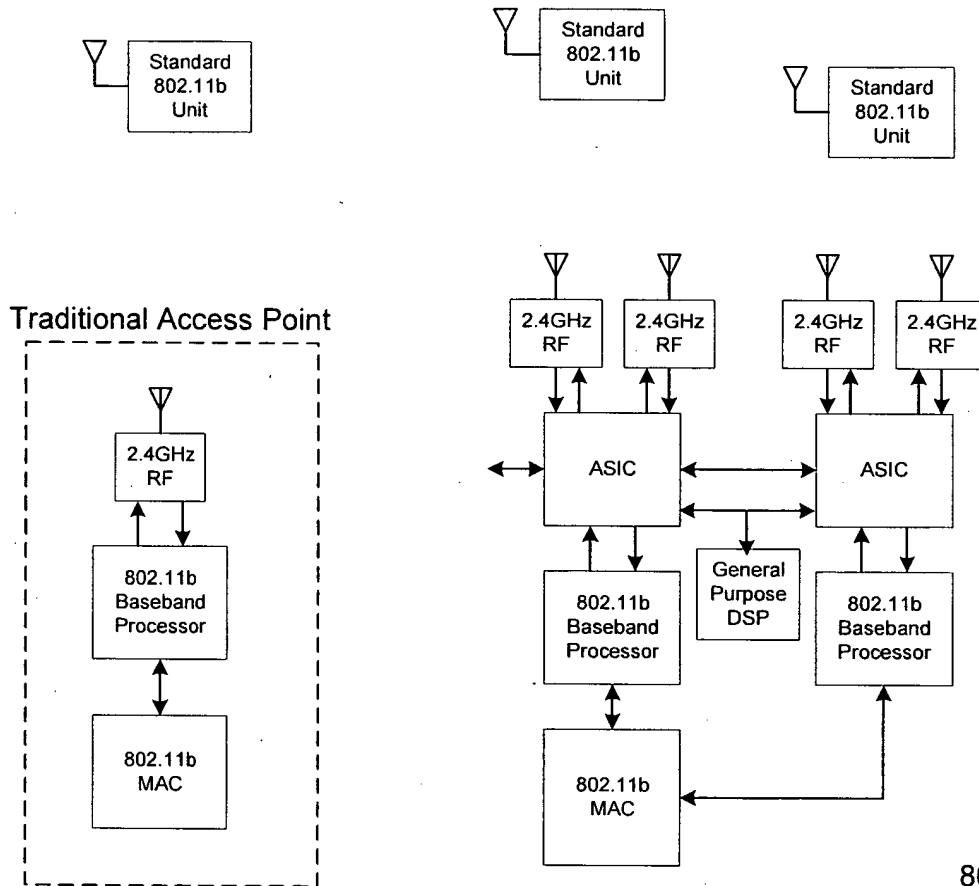 Standard
802.11b
Unit
Standard
802.11b
Unit
Standard
802.11b
Unit
Traditional Access Point
2.4GHz
RF
802.11b
Baseband
Processor
802.11b
MAC
2.4GHz
RF
2.4GHz
RF
2.4GHz
RF
2.4GHz
RF
ASIC
ASIC
General
Purpose
DSP
802.11b
Baseband
Processor
802.11b
Baseband
Processor
802.11b
MAC